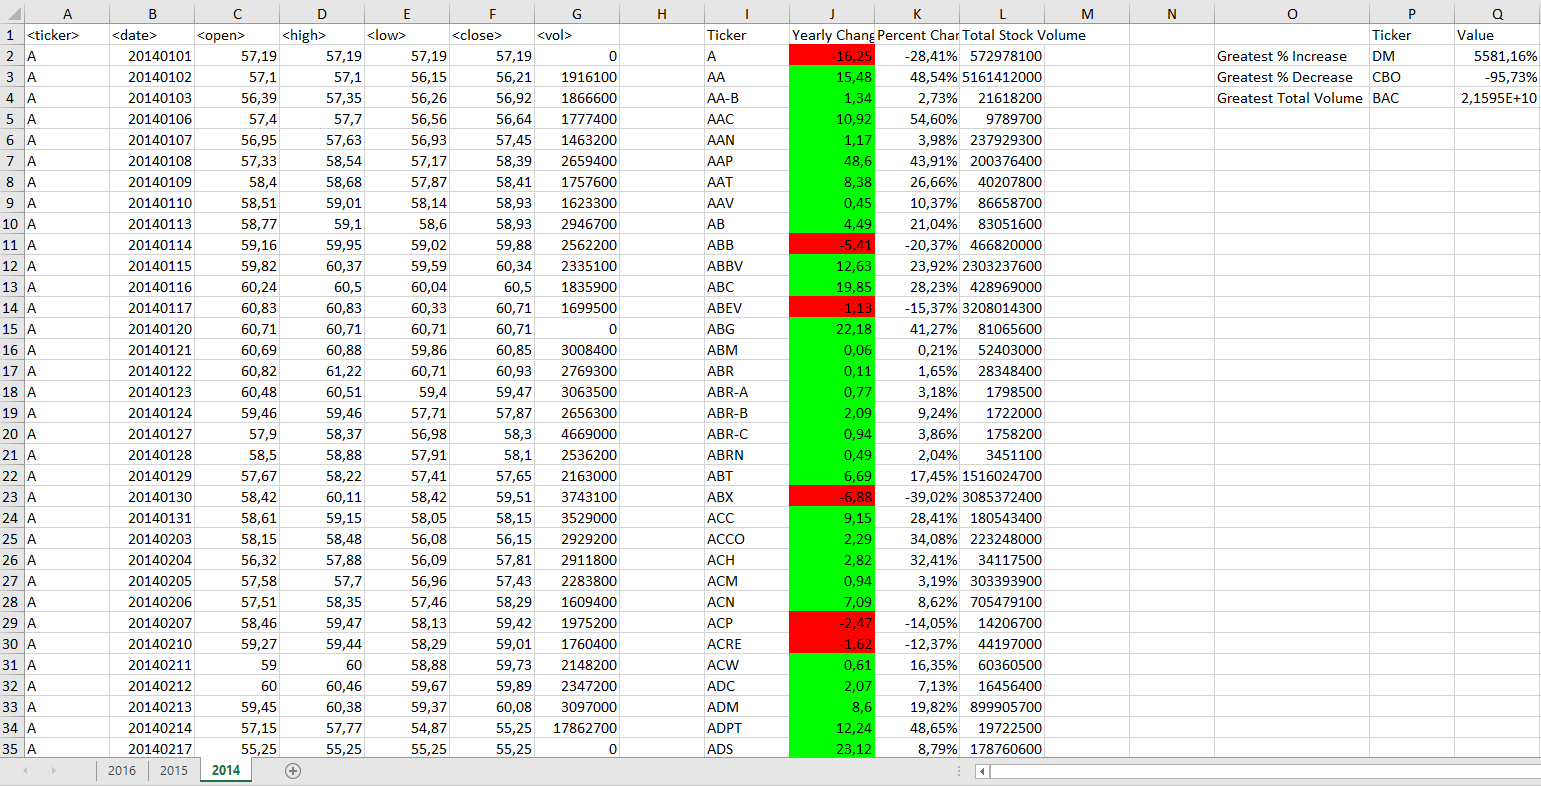 A B C D E F G H I J K L M N O P Q
1 <ticker> <date> <open> <high> <low> <close> <vol> Ticker Yearly Chang Percent Char Total Stock Volume Ticker Value
2 A 20140101 57,19 57,19 57,19 57,19 0 A -16,25 -28,41% 572978100 Greatest % Increase DM 5581,16%
3 A 20140102 57,1 57,1 56,15 56,21 1916100 AA 15,48 48,54% 5161412000 Greatest % Decrease CBO -95,73%
4 A 20140103 56,39 57,35 56,26 56,92 1866600 AA-B 1,34 2,73% 21618200 Greatest Total Volume BAC 2,1595E+10
5 A 20140106 57,4 57,7 56,56 56,64 1777400 AAC 10,92 54,60% 9789700
6 A 20140107 56,95 57,63 56,93 57,45 1463200 AAN 1,17 3,98% 237929300
7 A 20140108 57,33 58,54 57,17 58,39 2659400 AAP 48,6 43,91% 200376400
8 A 20140109 58,4 58,68 57,87 58,41 1757600 AAT 8,38 26,66% 40207800
9 A 20140110 58,51 59,01 58,14 58,93 1623300 AAV 0,45 10,37% 86658700
10 A 20140113 58,77 59,1 58,6 58,93 2946700 AB 4,49 21,04% 83051600
11 A 20140114 59,16 59,95 59,02 59,88 2562200 ABB -5,41 -20,37% 466820000
12 A 20140115 59,82 60,37 59,59 60,34 2335100 ABBV 12,63 23,92% 2303237600
13 A 20140116 60,24 60,5 60,04 60,5 1835900 ABC 19,85 28,23% 428969000
14 A 20140117 60,83 60,83 60,33 60,71 1699500 ABEV -1,13 -15,37% 3208014300
15 A 20140120 60,71 60,71 60,71 60,71 0 ABG 22,18 41,27% 81065600
16 A 20140121 60,69 60,88 59,86 60,85 3008400 ABM 0,06 0,21% 52403000
17 A 20140122 60,82 61,22 60,71 60,93 2769300 ABR 0,11 1,65% 28348400
18 A 20140123 60,48 60,51 59,4 59,47 3063500 ABR-A 0,77 3,18% 1798500
19 A 20140124 59,46 59,46 57,71 57,87 2656300 ABR-B 2,09 9,24% 1722000
20 A 20140127 57,9 58,37 56,98 58,3 4669000 ABR-C 0,94 3,86% 1758200
21 A 20140128 58,5 58,88 57,91 58,1 2536200 ABRN 0,49 2,04% 3451100
22 A 20140129 57,67 58,22 57,41 57,65 2163000 ABT 6,69 17,45% 1516024700
23 A 20140130 58,42 60,11 58,42 59,51 3743100 ABX -6,88 -39,02% 3085372400
24 A 20140131 58,61 59,15 58,05 58,15 3529000 ACC 9,15 28,41% 180543400
25 A 20140203 58,15 58,48 56,08 56,15 2929200 ACCO 2,29 34,08% 223248000
26 A 20140204 56,32 57,88 56,09 57,81 2911800 ACH 2,82 32,41% 34117500
27 A 20140205 57,58 57,7 56,96 57,43 2283800 ACM 0,94 3,19% 303393900
28 A 20140206 57,51 58,35 57,46 58,29 1609400 ACN 7,09 8,62% 705479100
29 A 20140207 58,46 59,47 58,13 59,42 1975200 ACP -2,47 -14,05% 14206700
30 A 20140210 59,27 59,44 58,29 59,01 1760400 ACRE -1,62 -12,37% 44197000
31 A 20140211 59 60 58,88 59,73 2148200 ACW 0,61 16,35% 60360500
32 A 20140212 60 60,46 59,67 59,89 2347200 ADC 2,07 7,13% 16456400
33 A 20140213 59,45 60,38 59,37 60,08 3097000 ADM 8,6 19,82% 899905700
34 A 20140214 57,15 57,77 54,87 55,25 17862700 ADPT 12,24 48,65% 19722500
35 A 20140217 55,25 55,25 55,25 55,25 0 ADS 23,12 8,79% 178760600
2016 2015 2014